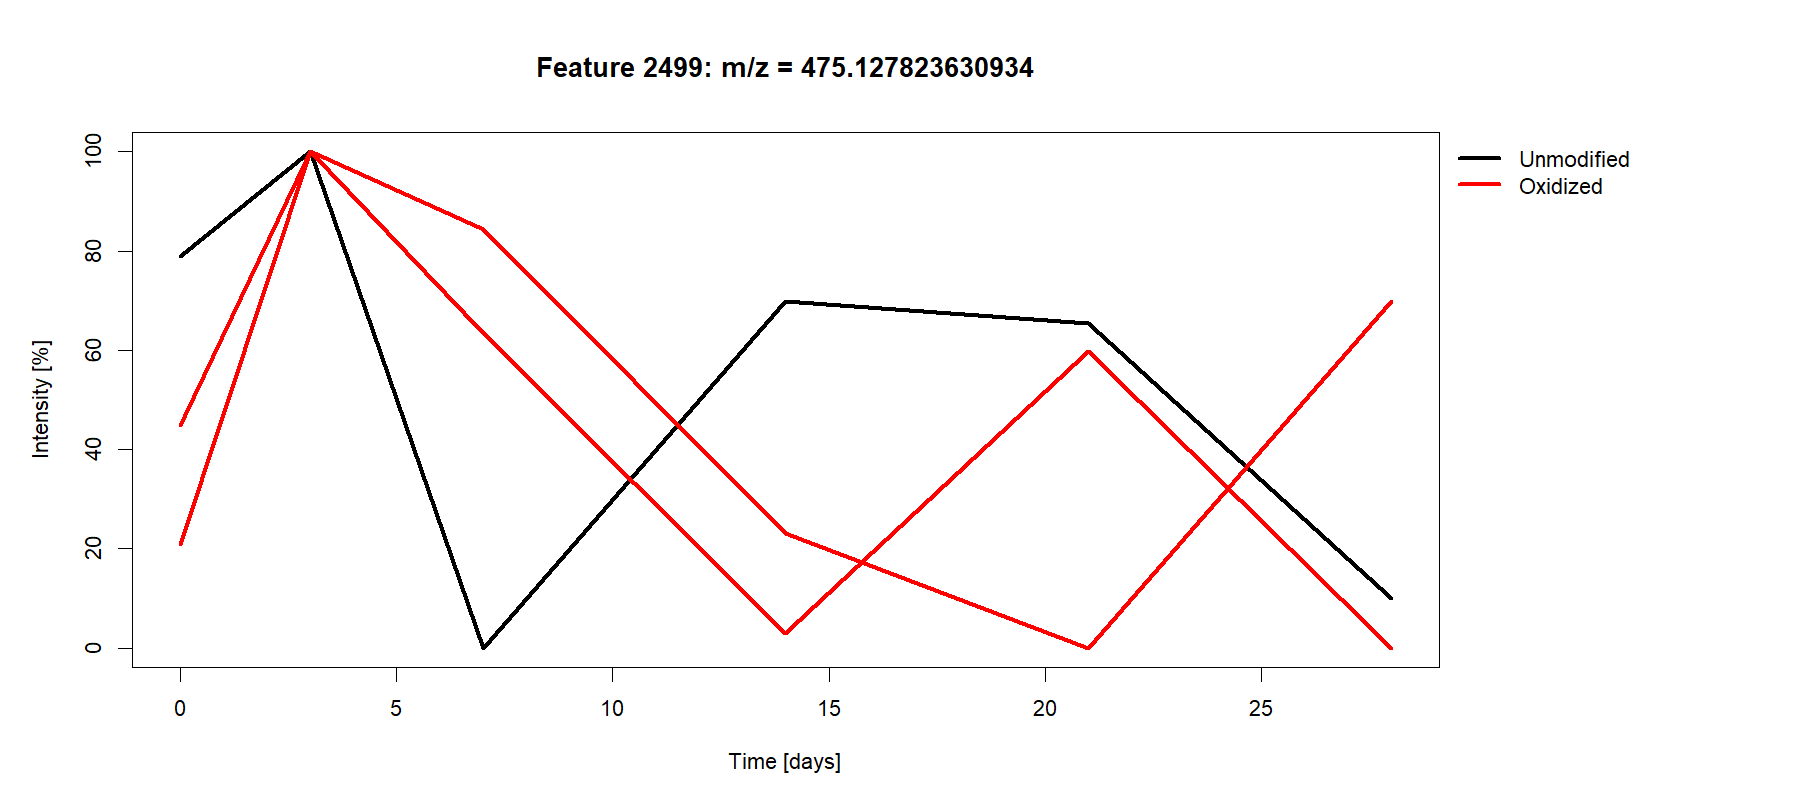 Feature 2499: m/z = 475.127823630934
Unmodified
Oxidized
Intensity [%]
100
80
60
40
20
0
0 5 10 15 20 25
Time [days]